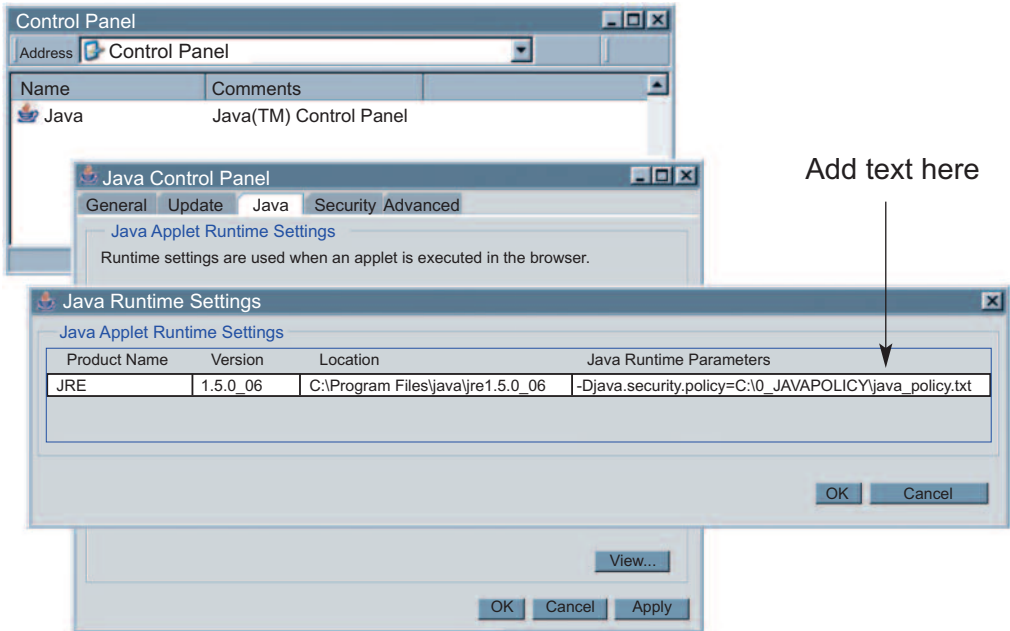 Control Panel
Address Control Panel
Name Comments
Java Java(TM) Control Panel
Add text here
Java Control Panel
General Update Java Security Advanced
Java Applet Runtime Settings
Runtime settings are used when an applet is executed in the browser.
Java Runtime Settings
Java Applet Runtime Settings
Product Name Version Location Java Runtime Parameters
JRE 1.5.0_06 C:\Program Files\java\jre1.5.0_06 -Djava.security.policy=C:\0_JAVAPOLICY\java_policy.txt
OK Cancel
View...
OK Cancel Apply